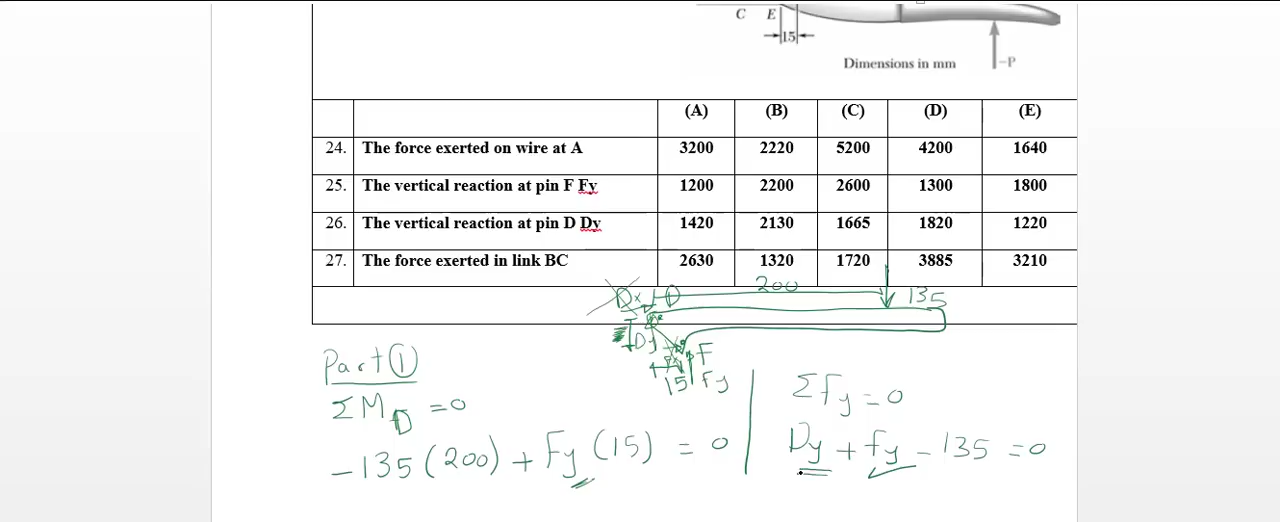 C E
15
Dimensions in mm
-P
(A) (B) (C) (D) (E)
24. The force exerted on wire at A 3200 2220 5200 4200 1640
25. The vertical reaction at pin F Fy 1200 2200 2600 1300 1800
26. The vertical reaction at pin D Dy 1420 2130 1665 1820 1220
27. The force exerted in link BC 2630 1320 1720 3885 3210
200
Dx D 135
Dy F
15 Fy
Part ①
ΣM_D = 0
-135(200) + Fy(15) = 0
Σfy = 0
Dy + fy - 135 = 0